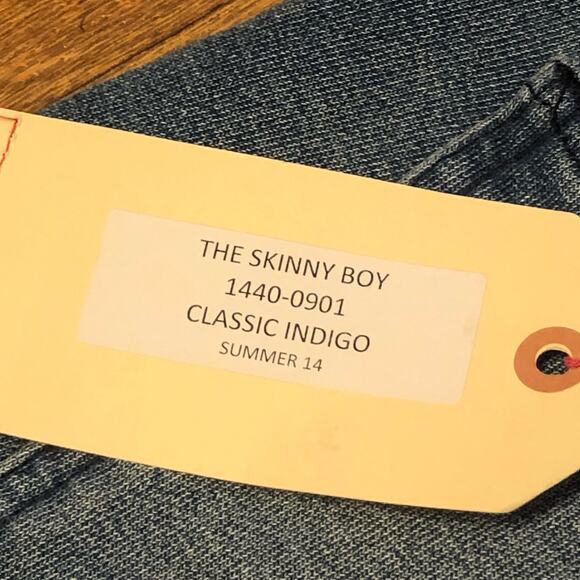 THE SKINNY BOY
1440-0901
CLASSIC INDIGO
SUMMER 14